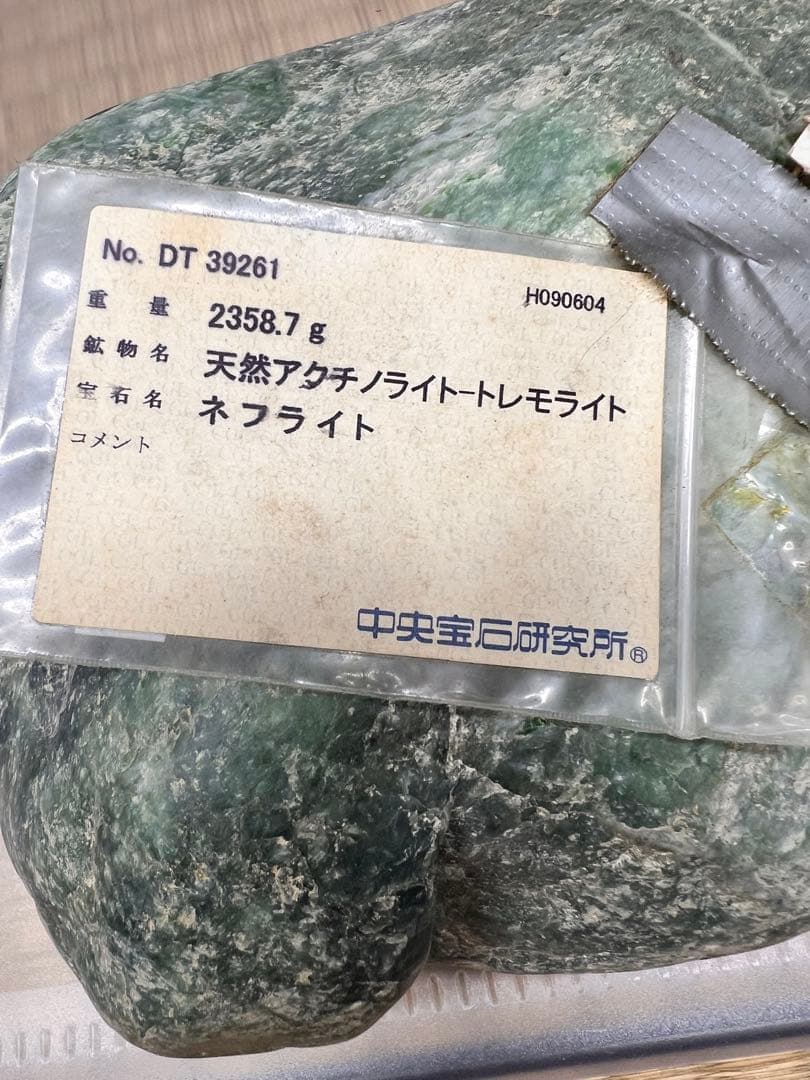 No. DT 39261
H090604
重量 2358.7 g
鉱物名 天然アクチノライト-トレモライト
宝石名 ネフライト
コメント
中央宝石研究所®